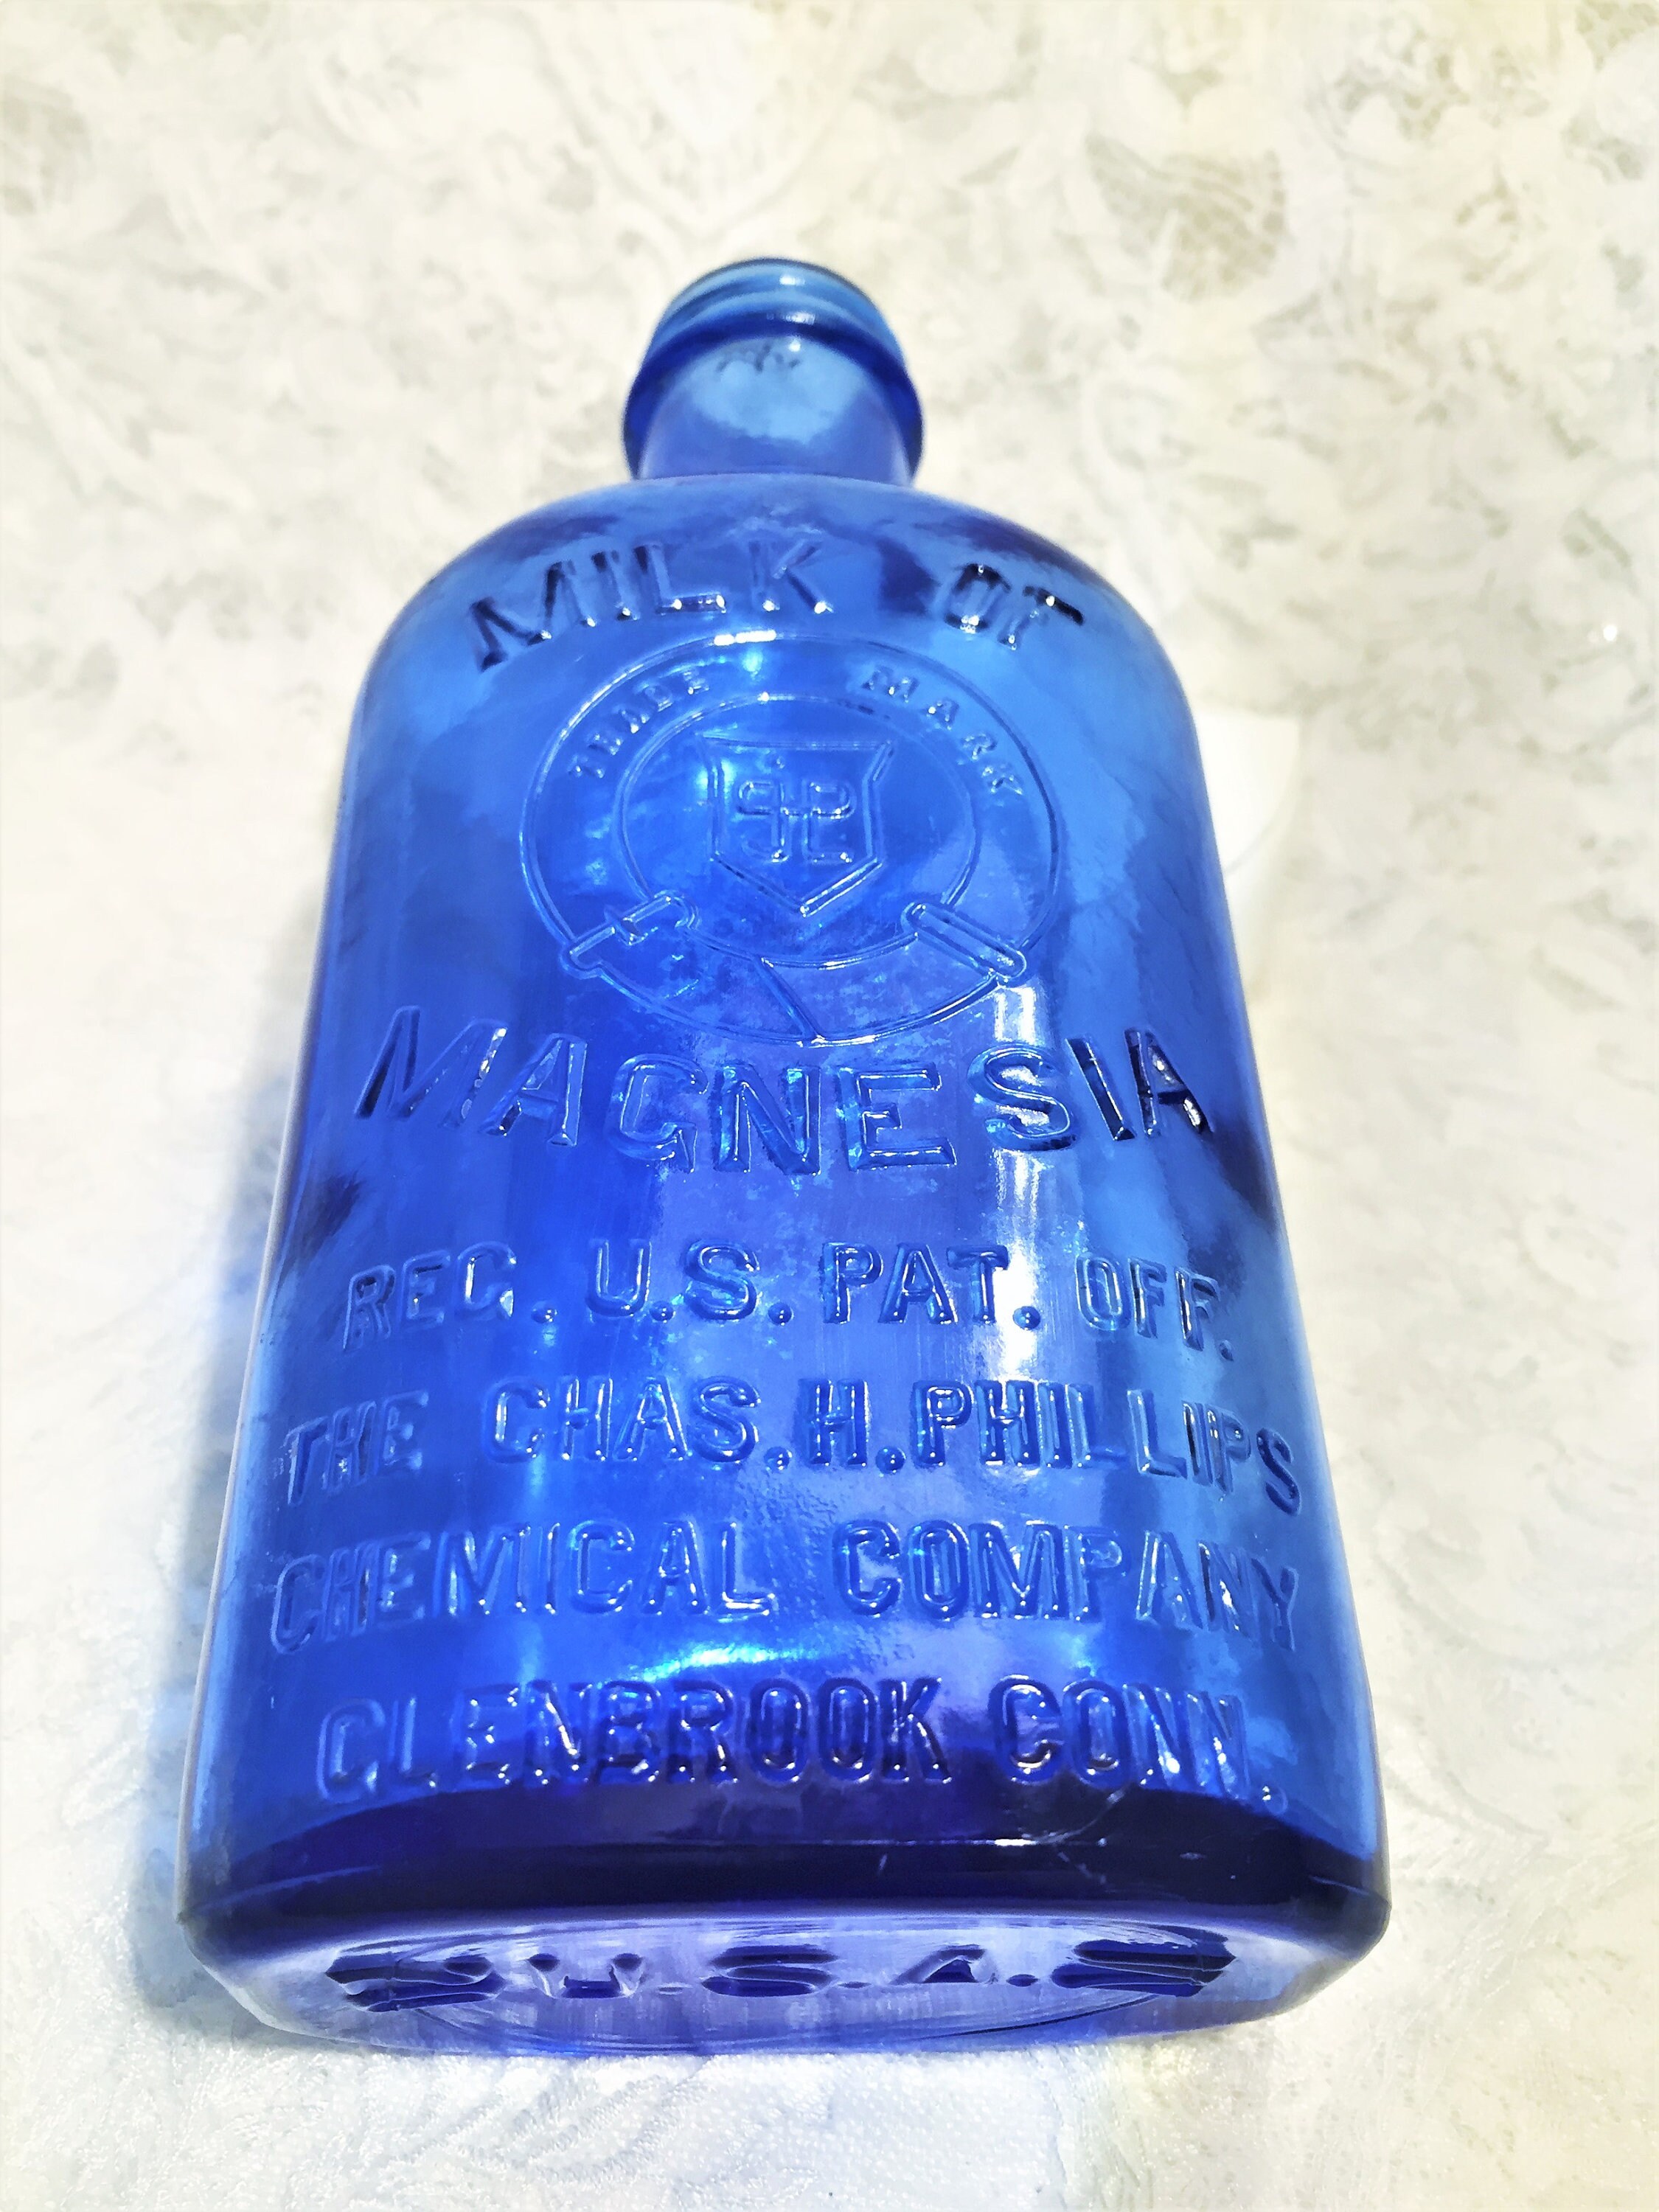 MILK OF
TRADE MARK
MAGNESIA
REG. U.S. PAT. OFF.
THE CHAS. H. PHILLIPS
CHEMICAL COMPANY
GLENBROOK CONN.
U.S.A.